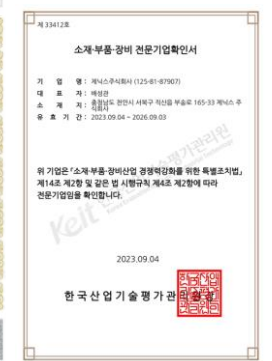 제 33412호
소재·부품·장비 전문기업확인서
기 업 명 : 제닉스주식회사 (125-81-87907)
대 표 자 : 배성관
소 재 지 : 충청남도 천안시 서북구 직산읍 부송로 165-33 제닉스 주
식회사
유 효 기 간 : 2023.09.04 ~ 2026.09.03
위 기업은 「소재·부품·장비산업 경쟁력강화를 위한 특별조치법」
제14조 제2항 및 같은 법 시행규칙 제4조 제2항에 따라
전문기업임을 확인합니다.
Keit
2023.09.04
한국산업기술평가관